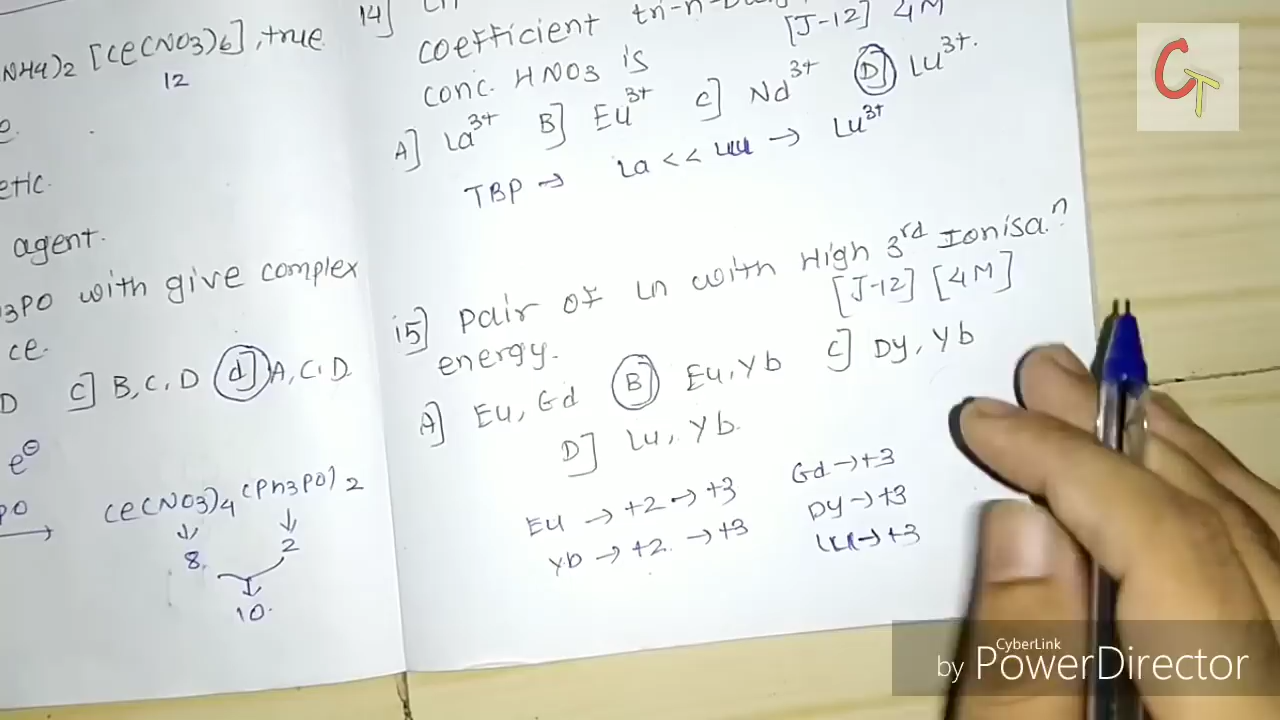 (NH4)2 [Ce(NO3)6], true
12
etic.
agent.
3PO with give complex
ce.
D C] B,C,D (d] A,C,D
e⊖
PO
Ce(NO3)4 (Ph3PO)2
↓ ↓
8. 2
10.
14]
coefficient tri-n-
[J-12] 4M
conc. HNO3 is
A] La3+ B] Eu3+ C] Nd3+ D] Lu3+.
TBP → La << Lu → Lu3+
15] Pair of Ln with High 3rd Ionisan
energy. [J-12] [4M]
A] Eu, Gd B] Eu, Yb C] Dy, Yb
D] Lu, Yb.
Eu → +2 → +3 Gd → +3
Yb → +2 → +3 Dy → +3
Lu → +3
CT
CyberLink
by PowerDirector